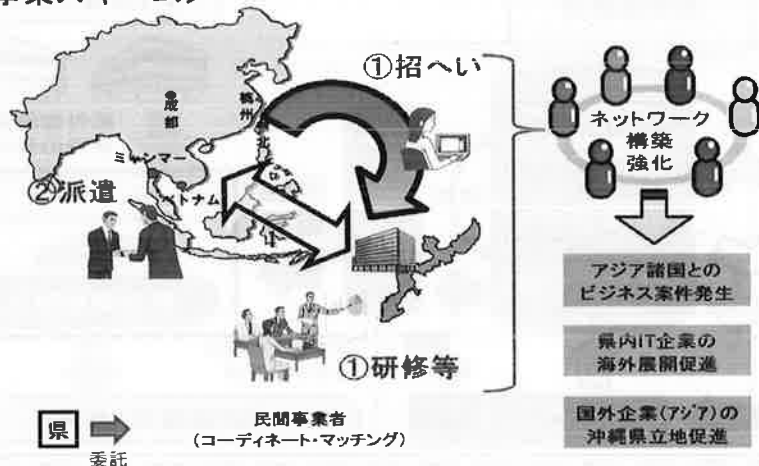 ①招へい
成都
杭州
ミャンマー
ベトナム
②派遣
①研修等
ネットワーク
構築
強化
アジア諸国との
ビジネス案件発生
県内IT企業の
海外展開促進
国外企業(アジア)の
沖縄県立地促進
県
委託
民間事業者
(コーディネート・マッチング)